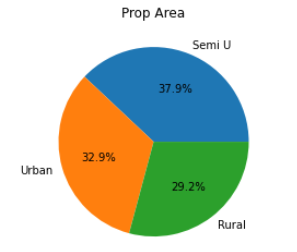 Prop Area
Semi U
37.9%
Urban
32.9%
29.2%
Rural